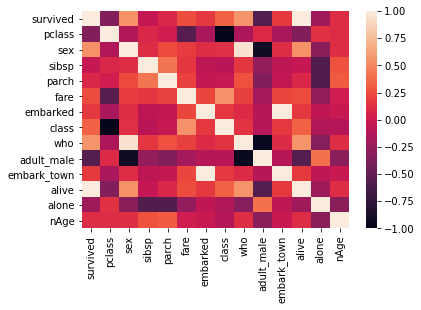 survived
pclass
sex
sibsp
parch
fare
embarked
class
who
adult_male
embark_town
alive
alone
nAge
survived
pclass
sex
sibsp
parch
fare
embarked
class
who
adult_male
embark_town
alive
alone
nAge
1.00
0.75
0.50
0.25
0.00
−0.25
−0.50
−0.75
−1.00